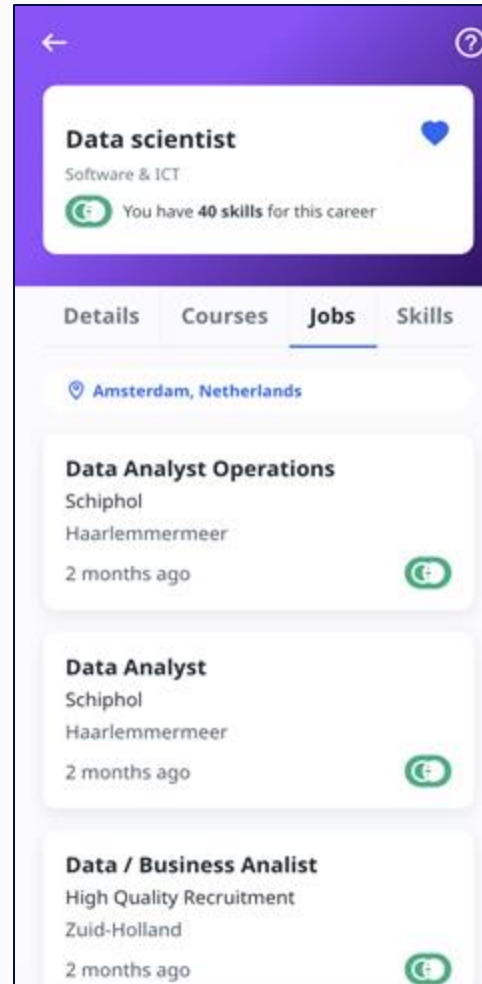 Data scientist
Software & ICT
You have 40 skills for this career
Details Courses Jobs Skills
Amsterdam, Netherlands
Data Analyst Operations
Schiphol
Haarlemmermeer
2 months ago
Data Analyst
Schiphol
Haarlemmermeer
2 months ago
Data / Business Analist
High Quality Recruitment
Zuid-Holland
2 months ago